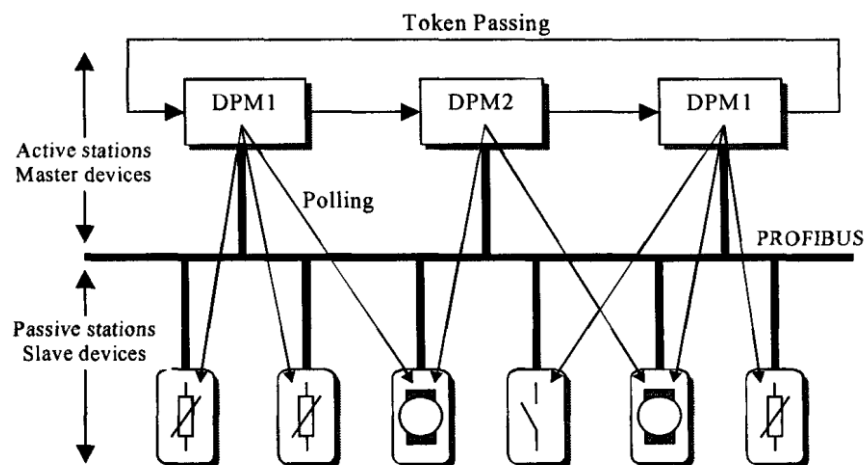 Token Passing
DPM1
DPM2
DPM1
Active stations
Master devices
Polling
PROFIBUS
Passive stations
Slave devices